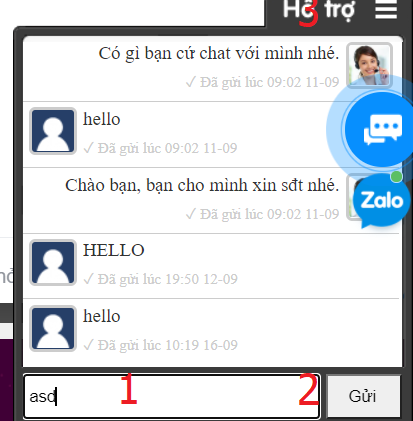 Hỗ trợ
3
Có gì bạn cứ chat với mình nhé.
✓ Đã gửi lúc 09:02 11-09
hello
✓ Đã gửi lúc 09:02 11-09
Chào bạn, bạn cho mình xin sđt nhé.
✓ Đã gửi lúc 09:02 11-09
Zalo
HELLO
✓ Đã gửi lúc 19:50 12-09
hello
✓ Đã gửi lúc 10:19 16-09
asd 1 2 Gửi